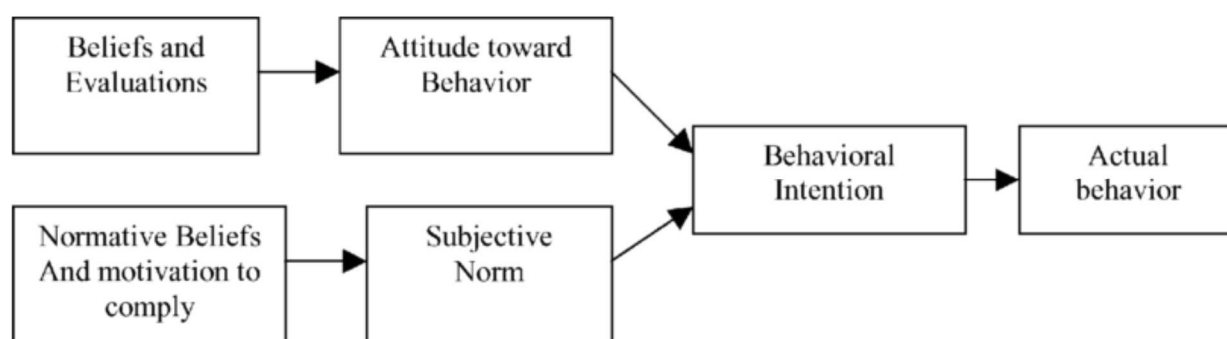 Beliefs and
Evaluations
Attitude toward
Behavior
Behavioral
Intention
Actual
behavior
Normative Beliefs
And motivation to
comply
Subjective
Norm